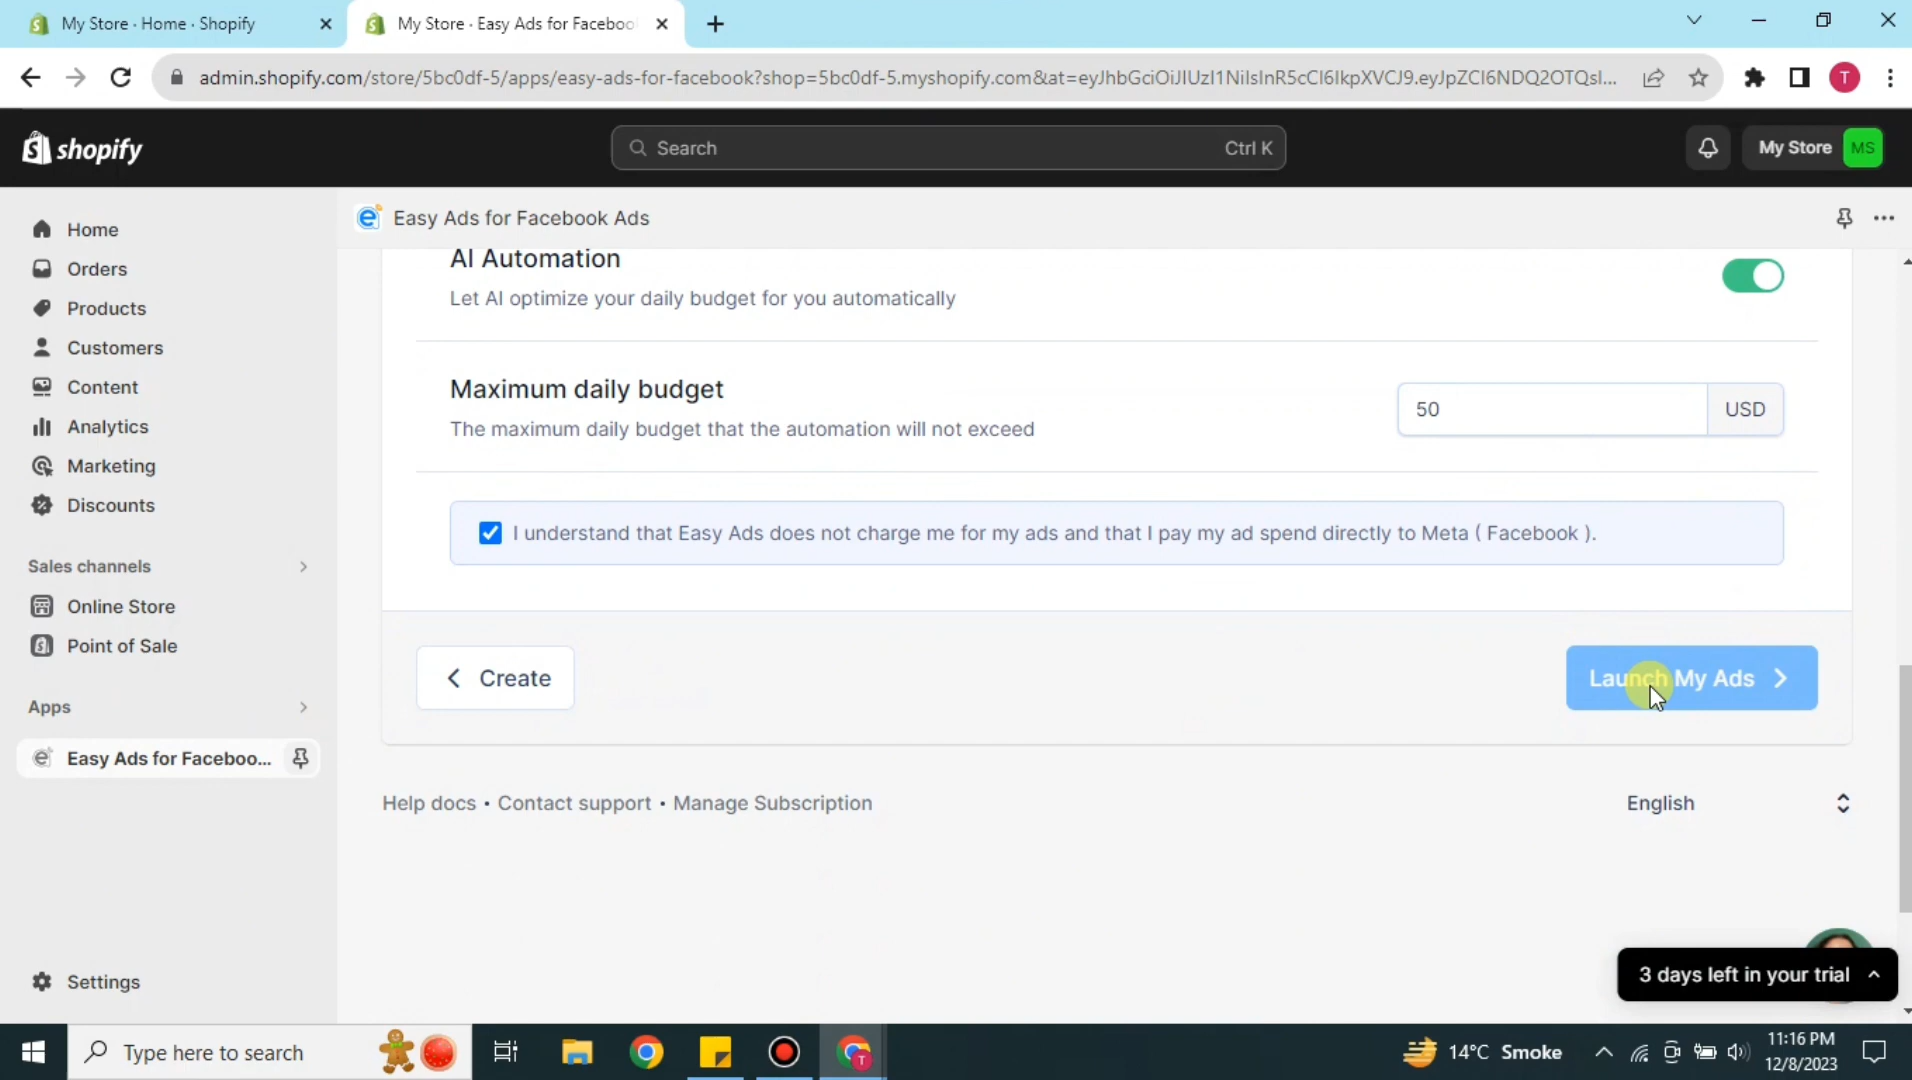 My Store · Home · Shopify
My Store · Easy Ads for Faceboo
admin.shopify.com/store/5bc0df-5/apps/easy-ads-for-facebook?shop=5bc0df-5.myshopify.com&at=eyJhbGciOiJIUzI1NiIsInR5cCI6IkpXVCJ9.eyJpZCI6NDQ2OTQsI...
T
shopify
Search
Ctrl K
My Store
MS
Home
Orders
Products
Customers
Content
Analytics
Marketing
Discounts
Sales channels
Online Store
Point of Sale
Apps
Easy Ads for Faceboo...
Settings
Easy Ads for Facebook Ads
AI Automation
Let AI optimize your daily budget for you automatically
Maximum daily budget
50
USD
The maximum daily budget that the automation will not exceed
I understand that Easy Ads does not charge me for my ads and that I pay my ad spend directly to Meta ( Facebook ).
Create
Launch My Ads
Help docs • Contact support • Manage Subscription
English
3 days left in your trial
Type here to search
T
14°C Smoke
11:16 PM
12/8/2023